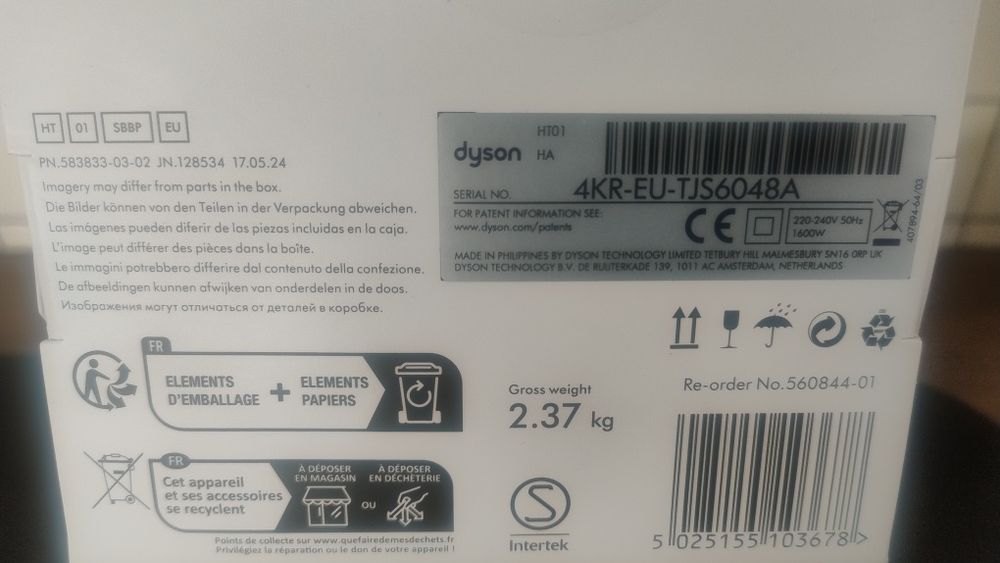 HT 01 SBBP EU
PN.583833-03-02 JN.128534 17.05.24
Imagery may differ from parts in the box.
Die Bilder können von den Teilen in der Verpackung abweichen.
Las imágenes pueden diferir de las piezas incluidas en la caja.
L'image peut différer des pièces dans la boîte.
Le immagini potrebbero differire dal contenuto della confezione.
De afbeeldingen kunnen afwijken van onderdelen in de doos.
Изображения могут отличаться от деталей в коробке.
HT01
dyson HA
SERIAL NO. 4KR-EU-TJS6048A
FOR PATENT INFORMATION SEE:
www.dyson.com/patents
CE
220-240V 50Hz
1600W
407894-64/03
MADE IN PHILIPPINES BY DYSON TECHNOLOGY LIMITED TETBURY HILL MALMESBURY SN16 0RP UK
DYSON TECHNOLOGY B.V. DE RUIJTERKADE 139, 1011 AC AMSTERDAM, NETHERLANDS
FR
ELEMENTS
D'EMBALLAGE
+
ELEMENTS
PAPIERS
FR
Cet appareil
et ses accessoires
se recyclent
À DÉPOSER
EN MAGASIN
OU
À DÉPOSER
EN DÉCHÈTERIE
Points de collecte sur www.quefairedemesdechets.fr
Privilégiez la réparation ou le don de votre appareil !
Gross weight
2.37 kg
S
Intertek
Re-order No.560844-01
5 025155 103678 >